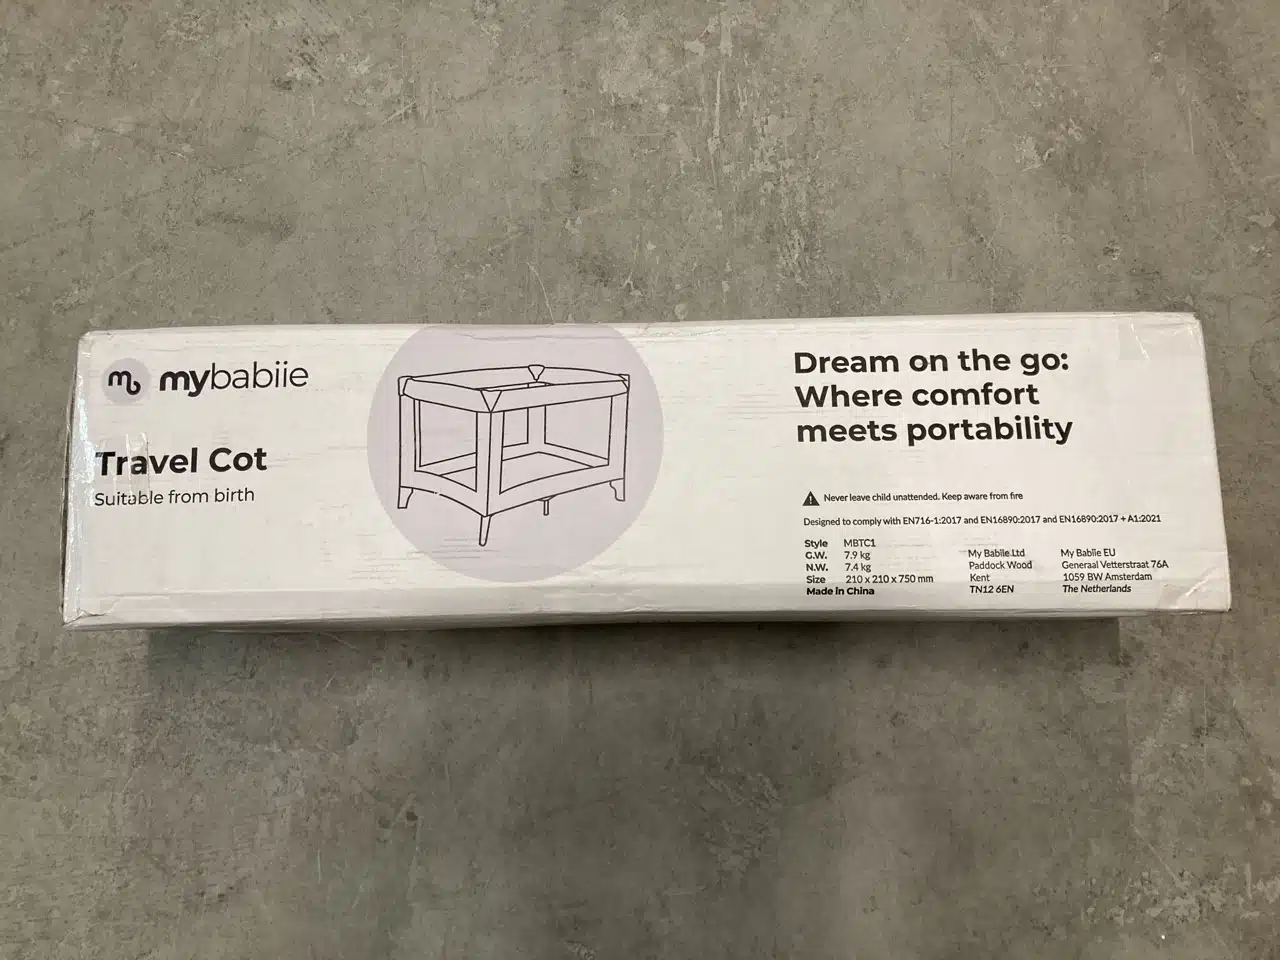 mb mybabiie
Travel Cot
Suitable from birth
Dream on the go:
Where comfort
meets portability
Never leave child unattended. Keep aware from fire
Designed to comply with EN716-1:2017 and EN16890:2017 and EN16890:2017 + A1:2021
Style MBTC1
G.W. 7.9 kg
N.W. 7.4 kg
Size 210 x 210 x 750 mm
Made in China
My Babiie Ltd
Paddock Wood
Kent
TN12 6EN
My Babiie EU
Generaal Vetterstraat 76A
1059 BW Amsterdam
The Netherlands